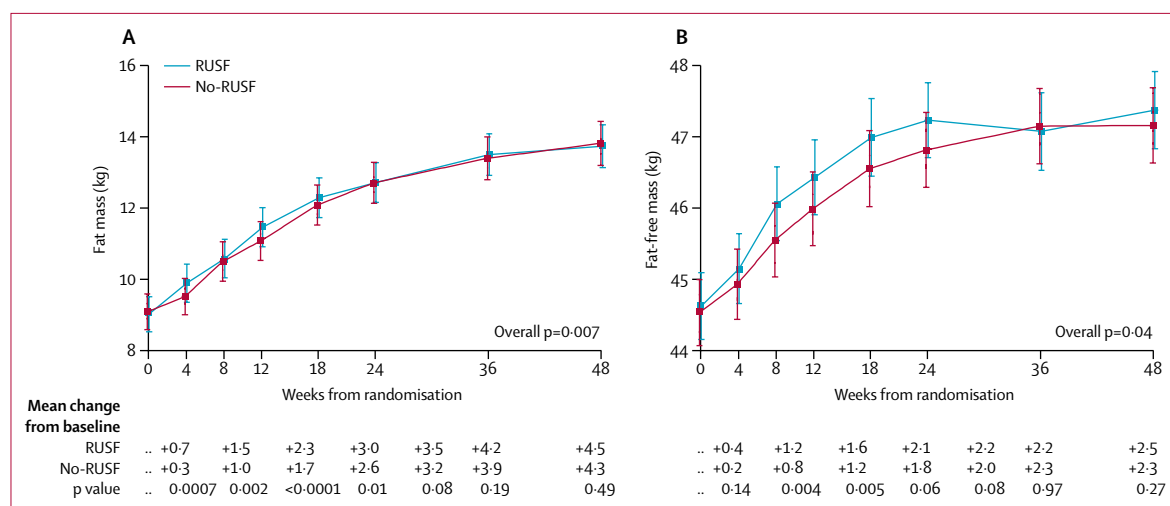 A
B
RUSF
No-RUSF
16
14
12
10
8
Fat mass (kg)
Overall p=0·007
0 4 8 12 18 24 36 48
Weeks from randomisation
48
47
46
45
44
Fat-free mass (kg)
Overall p=0·04
0 4 8 12 18 24 36 48
Weeks from randomisation
Mean change
from baseline
RUSF .. +0·7 +1·5 +2·3 +3·0 +3·5 +4·2 +4·5 .. +0·4 +1·2 +1·6 +2·1 +2·2 +2·2 +2·5
No-RUSF .. +0·3 +1·0 +1·7 +2·6 +3·2 +3·9 +4·3 .. +0·2 +0·8 +1·2 +1·8 +2·0 +2·3 +2·3
p value .. 0·0007 0·002 <0·0001 0·01 0·08 0·19 0·49 .. 0·14 0·004 0·005 0·06 0·08 0·97 0·27